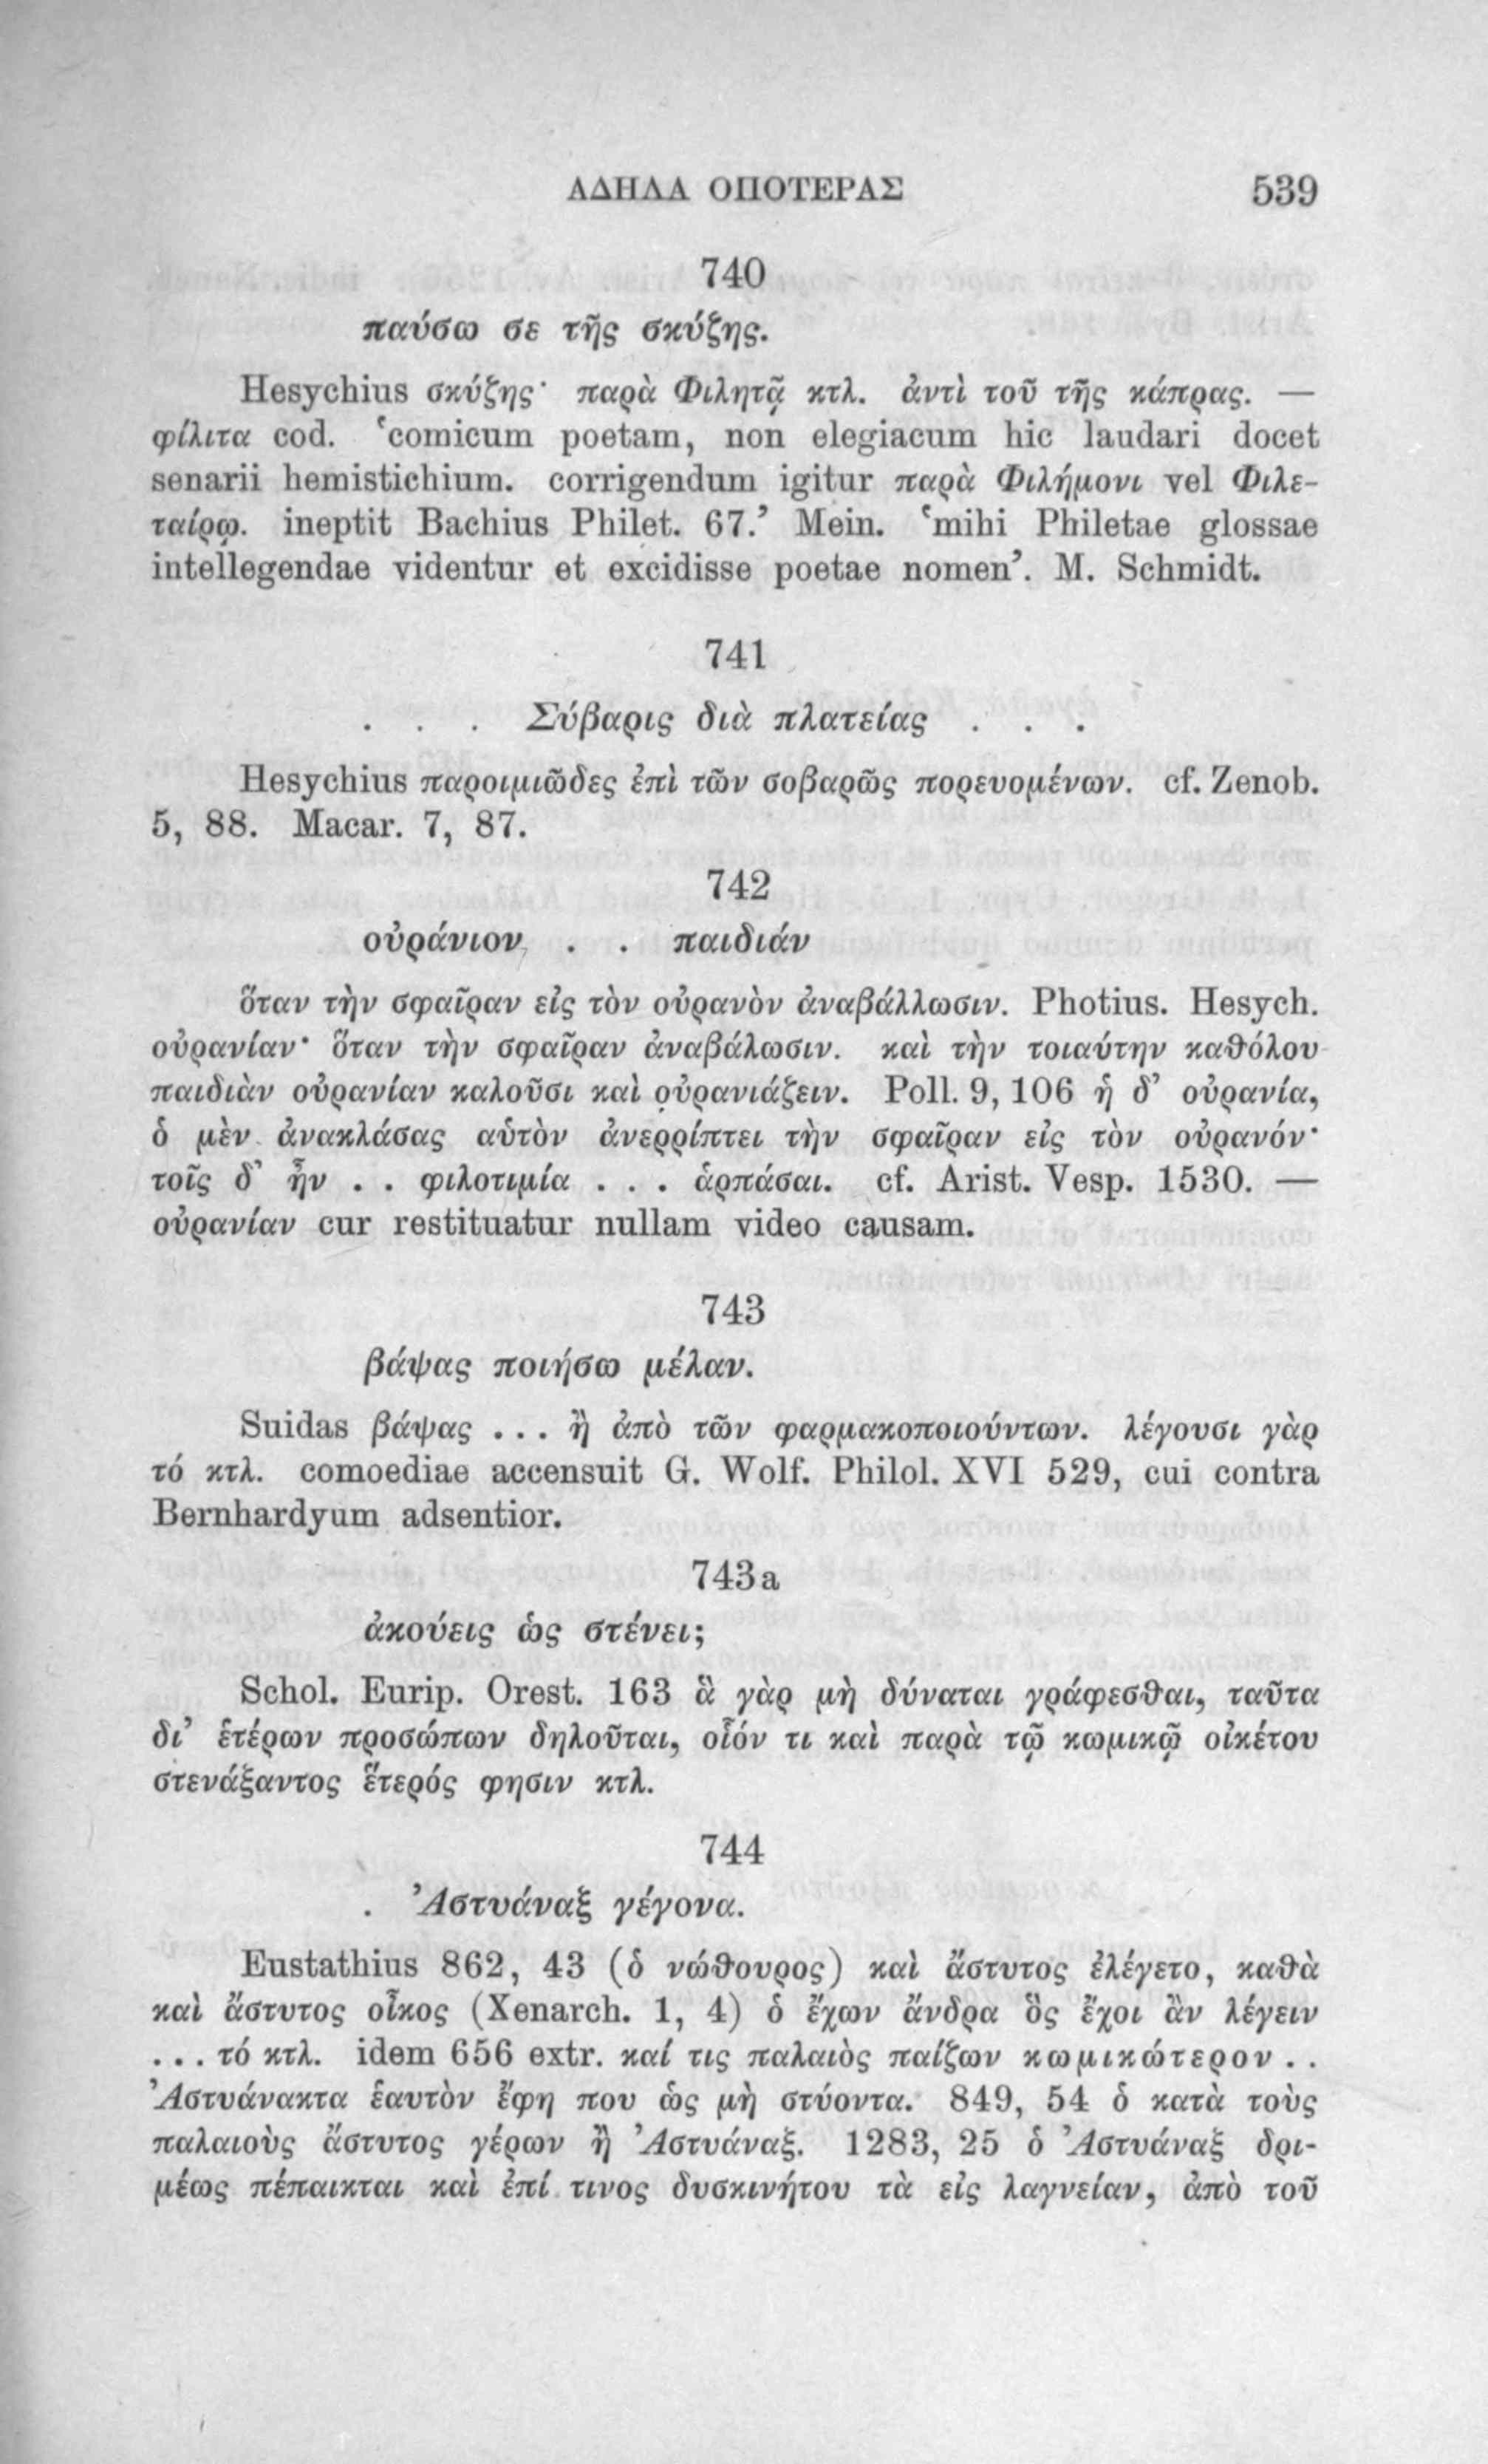 ΑΔΗΛΑ ΟΠΟΤΕΡΑΣ 539
740
παύσω σε τῆς σκύζης.
Hesychius σκύζης· παρὰ Φιλητᾷ κτλ. ἀντὶ τοῦ τῆς κάπρας. —
φίλιτα cod. ‘comicum poetam, non elegiacum hic laudari docet
senarii hemistichium. corrigendum igitur παρὰ Φιλήμονι vel Φιλε-
ταίρῳ. ineptit Bachius Philet. 67.’ Mein. ‘mihi Philetae glossae
intellegendae videntur et excidisse poetae nomen’. M. Schmidt.
741
. . . Σύβαρις διὰ πλατείας . . .
Hesychius παροιμιῶδες ἐπὶ τῶν σοβαρῶς πορευομένων. cf. Zenob.
5, 88. Macar. 7, 87.
742
οὐράνιον . . παιδιάν
ὅταν τὴν σφαῖραν εἰς τὸν οὐρανὸν ἀναβάλλωσιν. Photius. Hesych.
οὐρανίαν· ὅταν τὴν σφαῖραν ἀναβάλωσιν. καὶ τὴν τοιαύτην καθόλου
παιδιὰν οὐρανίαν καλοῦσι καὶ οὐρανιάζειν. Poll. 9, 106 ἡ δ’ οὐρανία,
ὁ μὲν ἀνακλάσας αὑτὸν ἀνερρίπτει τὴν σφαῖραν εἰς τὸν οὐρανόν·
τοῖς δ’ ἦν . . φιλοτιμία . . . ἁρπάσαι. cf. Arist. Vesp. 1530. —
οὐρανίαν cur restituatur nullam video causam.
743
βάψας ποιήσω μέλαν.
Suidas βάψας ... ἢ ἀπὸ τῶν φαρμακοποιούντων. λέγουσι γὰρ
τό κτλ. comoediae accensuit G. Wolf. Philol. XVI 529, cui contra
Bernhardyum adsentior.
743 a
ἀκούεις ὡς στένει;
Schol. Eurip. Orest. 163 ἃ γὰρ μὴ δύναται γράφεσθαι, ταῦτα
δι’ ἑτέρων προσώπων δηλοῦται, οἷόν τι καὶ παρὰ τῷ κωμικῷ οἰκέτου
στενάξαντος ἕτερός φησιν κτλ.
744
. Ἀστυάναξ γέγονα.
Eustathius 862, 43 (ὁ νώθουρος) καὶ ἄστυτος ἐλέγετο, καθὰ
καὶ ἄστυτος οἶκος (Xenarch. 1, 4) ὁ ἔχων ἄνδρα ὃς ἔχοι ἂν λέγειν
... τό κτλ. idem 656 extr. καί τις παλαιὸς παίζων κωμικώτερον . .
Ἀστυάνακτα ἑαυτὸν ἔφη που ὡς μὴ στύοντα. 849, 54 ὁ κατὰ τοὺς
παλαιοὺς ἄστυτος γέρων ἢ Ἀστυάναξ. 1283, 25 ὁ Ἀστυάναξ δρι-
μέως πέπαικται καὶ ἐπί τινος δυσκινήτου τὰ εἰς λαγνείαν, ἀπὸ τοῦ